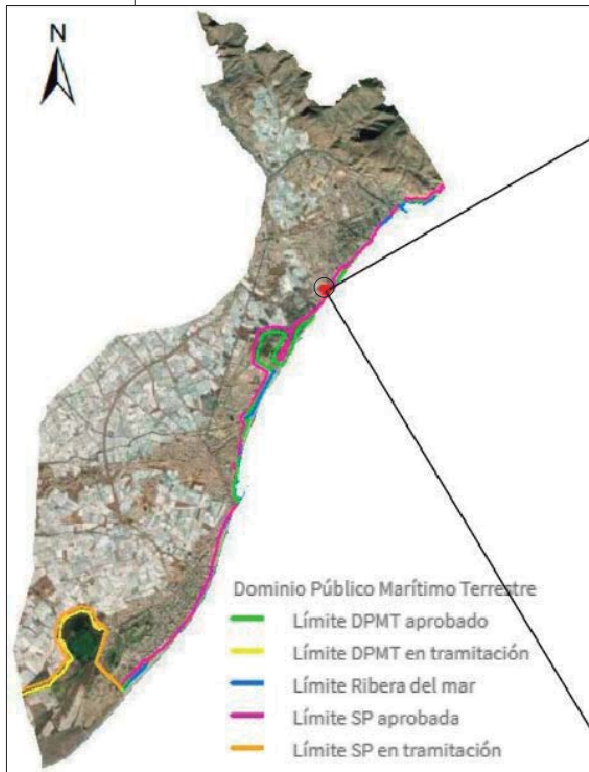 N
Dominio Público Marítimo Terrestre
Límite DPMT aprobado
Límite DPMT en tramitación
Límite Ribera del mar
Límite SP aprobada
Límite SP en tramitación